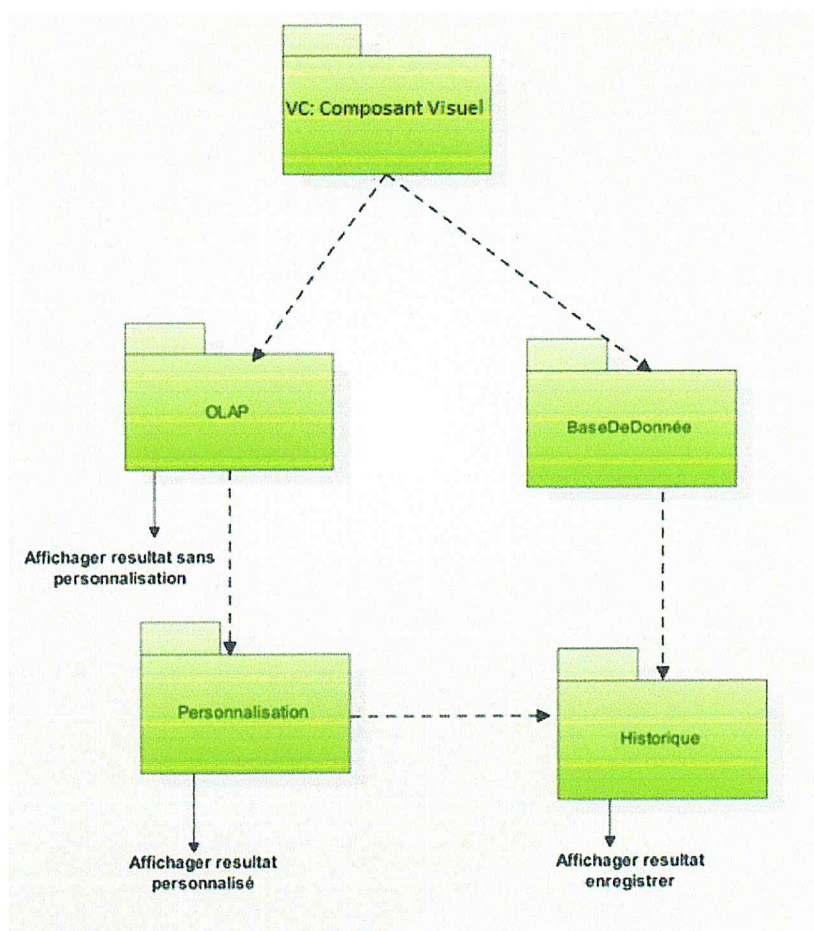 VC: Composant Visuel
OLAP
BaseDeDonnée
Affichager resultat sans
personnalisation
Personnalisation
Historique
Affichager resultat
personnalisé
Affichager resultat
enregistrer